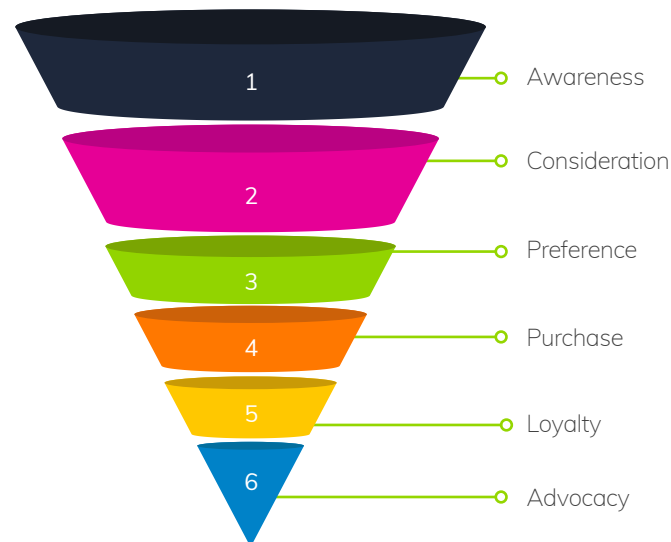 1
Awareness
2
Consideration
3
Preference
4
Purchase
5
Loyalty
6
Advocacy